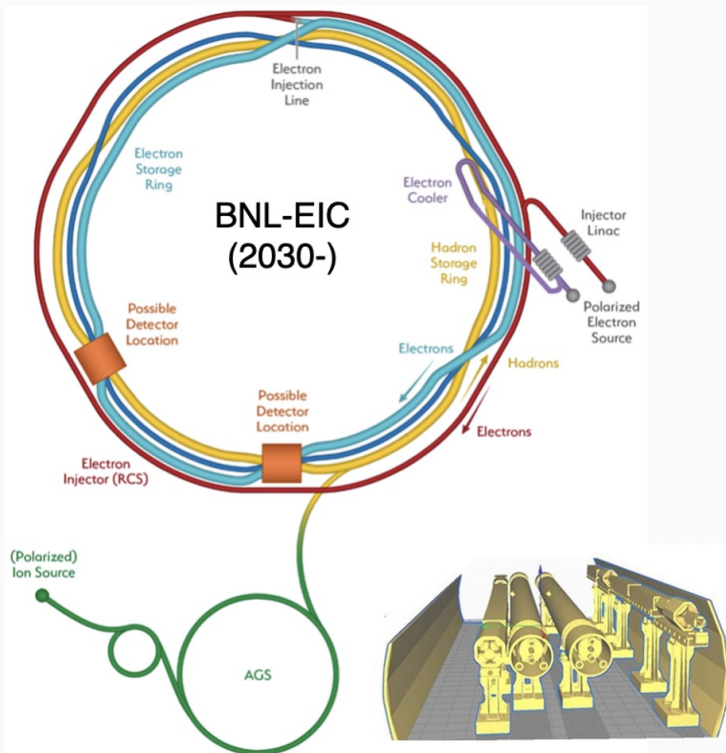 Electron
Injection
Line
Electron
Storage
Ring
BNL-EIC
(2030-)
Electron
Cooler
Injector
Linac
Hadron
Storage
Ring
Polarized
Electron
Source
Possible
Detector
Location
Electrons
Hadrons
Possible
Detector
Location
Electrons
Electron
Injector (RCS)
(Polarized)
Ion Source
AGS